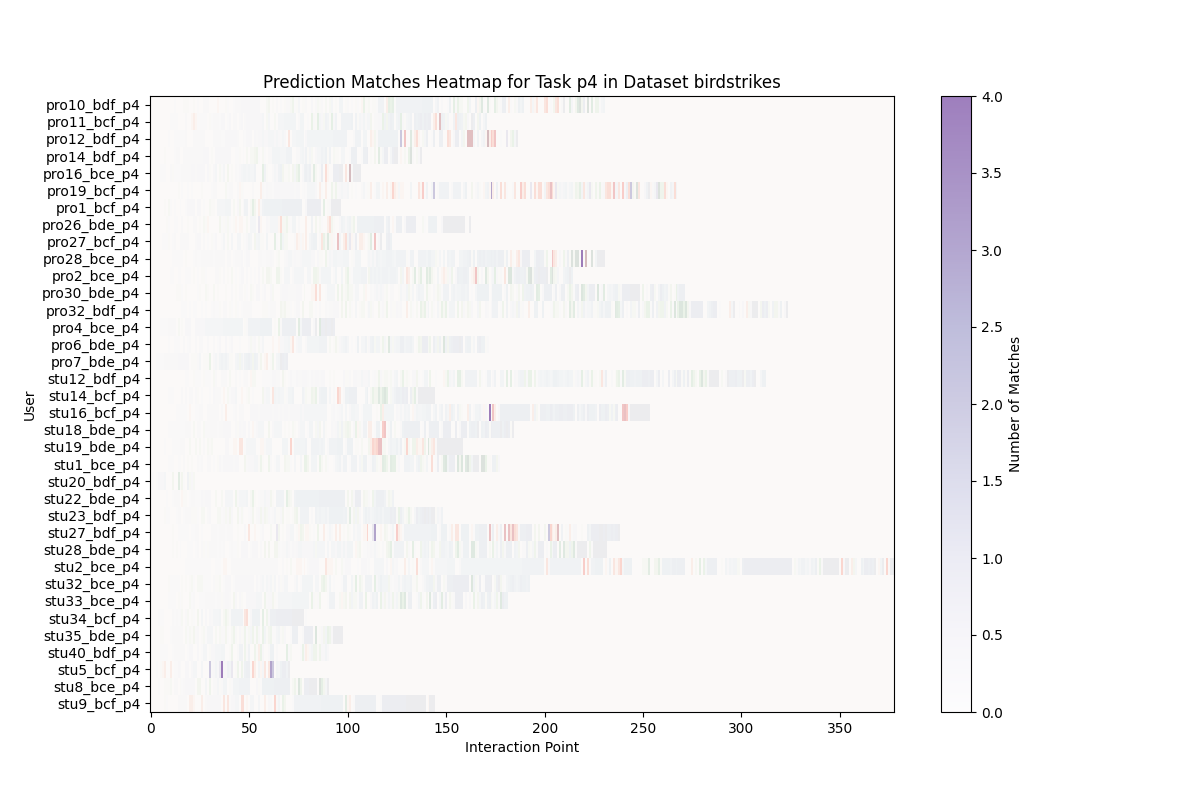 Prediction Matches Heatmap for Task p4 in Dataset birdstrikes
pro10_bdf_p4
pro11_bcf_p4
pro12_bdf_p4
pro14_bdf_p4
pro16_bce_p4
pro19_bcf_p4
pro1_bcf_p4
pro26_bde_p4
pro27_bcf_p4
pro28_bce_p4
pro2_bce_p4
pro30_bde_p4
pro32_bdf_p4
pro4_bce_p4
pro6_bde_p4
pro7_bde_p4
stu12_bdf_p4
stu14_bcf_p4
stu16_bcf_p4
stu18_bde_p4
stu19_bde_p4
stu1_bce_p4
stu20_bdf_p4
stu22_bde_p4
stu23_bdf_p4
stu27_bdf_p4
stu28_bde_p4
stu2_bce_p4
stu32_bce_p4
stu33_bce_p4
stu34_bcf_p4
stu35_bde_p4
stu40_bdf_p4
stu5_bcf_p4
stu8_bce_p4
stu9_bcf_p4
User
0 50 100 150 200 250 300 350
Interaction Point
4.0
3.5
3.0
2.5
2.0
1.5
1.0
0.5
0.0
Number of Matches